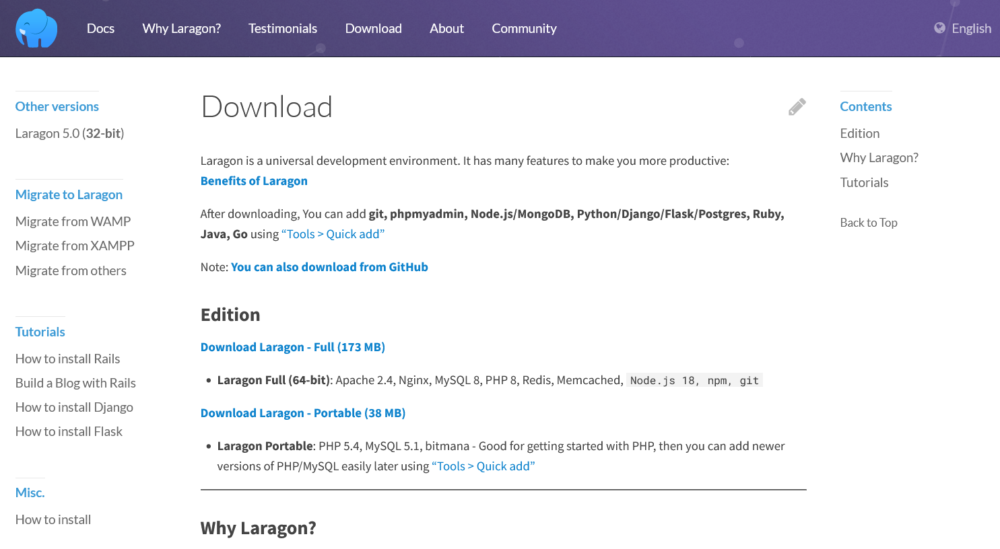 Docs Why Laragon? Testimonials Download About Community English
Other versions
Laragon 5.0 (32-bit)
Migrate to Laragon
Migrate from WAMP
Migrate from XAMPP
Migrate from others
Tutorials
How to install Rails
Build a Blog with Rails
How to install Django
How to install Flask
Misc.
How to install
Download
Laragon is a universal development environment. It has many features to make you more productive:
Benefits of Laragon
After downloading, You can add git, phpmyadmin, Node.js/MongoDB, Python/Django/Flask/Postgres, Ruby,
Java, Go using “Tools > Quick add”
Note: You can also download from GitHub
Edition
Download Laragon - Full (173 MB)
• Laragon Full (64-bit): Apache 2.4, Nginx, MySQL 8, PHP 8, Redis, Memcached, Node.js 18, npm, git
Download Laragon - Portable (38 MB)
• Laragon Portable: PHP 5.4, MySQL 5.1, bitmana - Good for getting started with PHP, then you can add newer
versions of PHP/MySQL easily later using “Tools > Quick add”
Why Laragon?
Contents
Edition
Why Laragon?
Tutorials
Back to Top